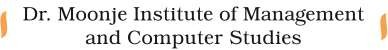 Dr. Moonje Institute of Management
and Computer Studies